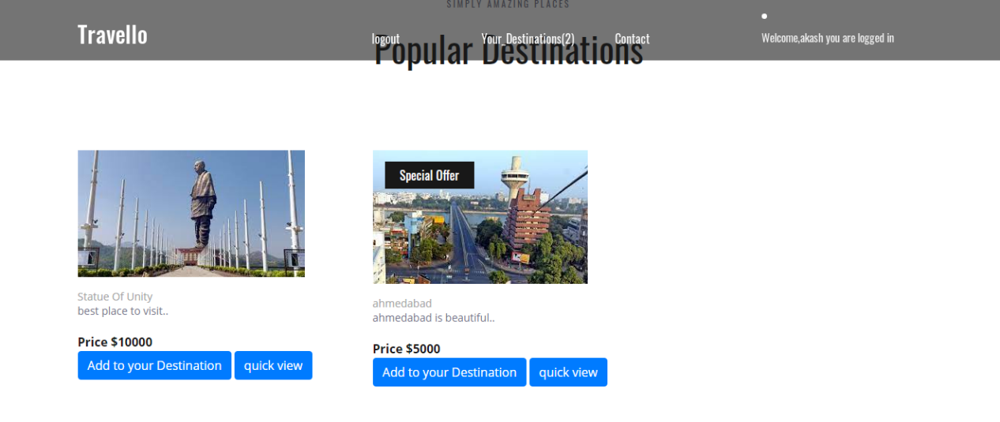 SIMPLY AMAZING PLACES
Travello
logout
Your_Destinations(2)
Contact
Welcome,akash you are logged in
Popular Destinations
Special Offer
Statue Of Unity
best place to visit..
Price $10000
Add to your Destination
quick view
ahmedabad
ahmedabad is beautiful..
Price $5000
Add to your Destination
quick view